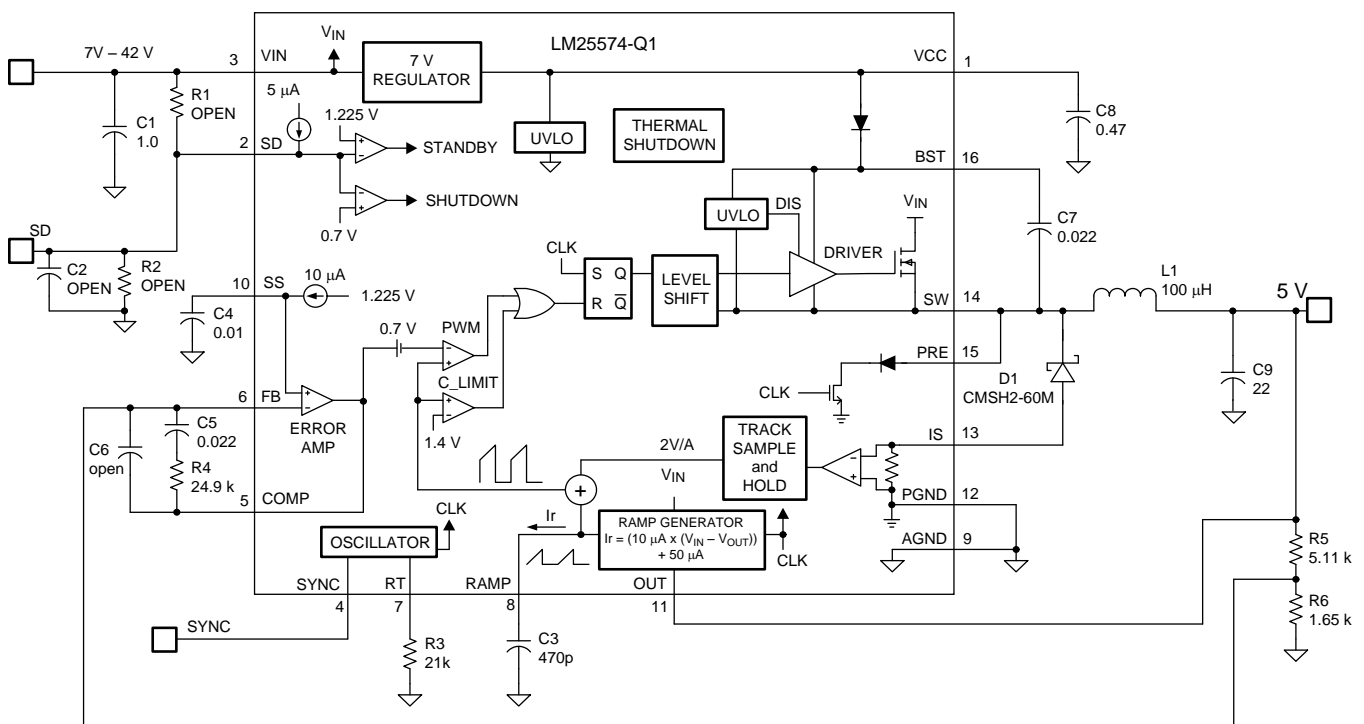 LM25574-Q1
7V – 42 V
3
VIN
VIN
7 V
REGULATOR
VCC
1
R1
OPEN
C1
1.0
5 µA
1.225 V
2
SD
STANDBY
UVLO
THERMAL
SHUTDOWN
C8
0.47
BST
16
SHUTDOWN
0.7 V
UVLO
DIS
VIN
C7
0.022
SD
C2
OPEN
R2
OPEN
CLK
DRIVER
10
SS
10 µA
1.225 V
S Q
R Q
LEVEL
SHIFT
SW
14
L1
100 µH
5 V
C4
0.01
0.7 V
PWM
PRE
15
C_LIMIT
CLK
D1
CMSH2-60M
C9
22
6
FB
ERROR
AMP
1.4 V
C5
0.022
C6
open
R4
24.9 k
2V/A
TRACK
SAMPLE
and
HOLD
IS
13
VIN
5
COMP
PGND
12
CLK
Ir
RAMP GENERATOR
Ir = (10 µA x (VIN – VOUT))
+ 50 µA
CLK
AGND
9
OSCILLATOR
R5
5.11 k
SYNC
RT
RAMP
OUT
4
7
8
11
R6
1.65 k
SYNC
R3
21k
C3
470p